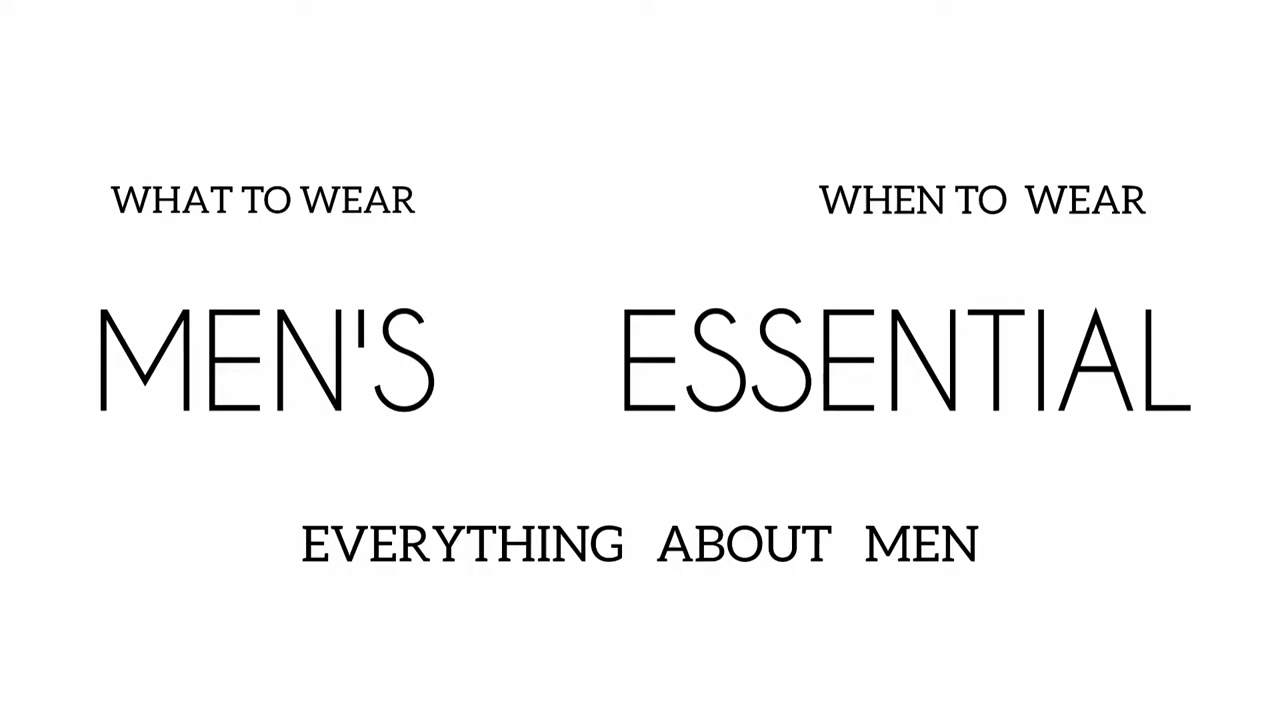 WHAT TO WEAR WHEN TO WEAR
MEN'S ESSENTIAL
EVERYTHING ABOUT MEN